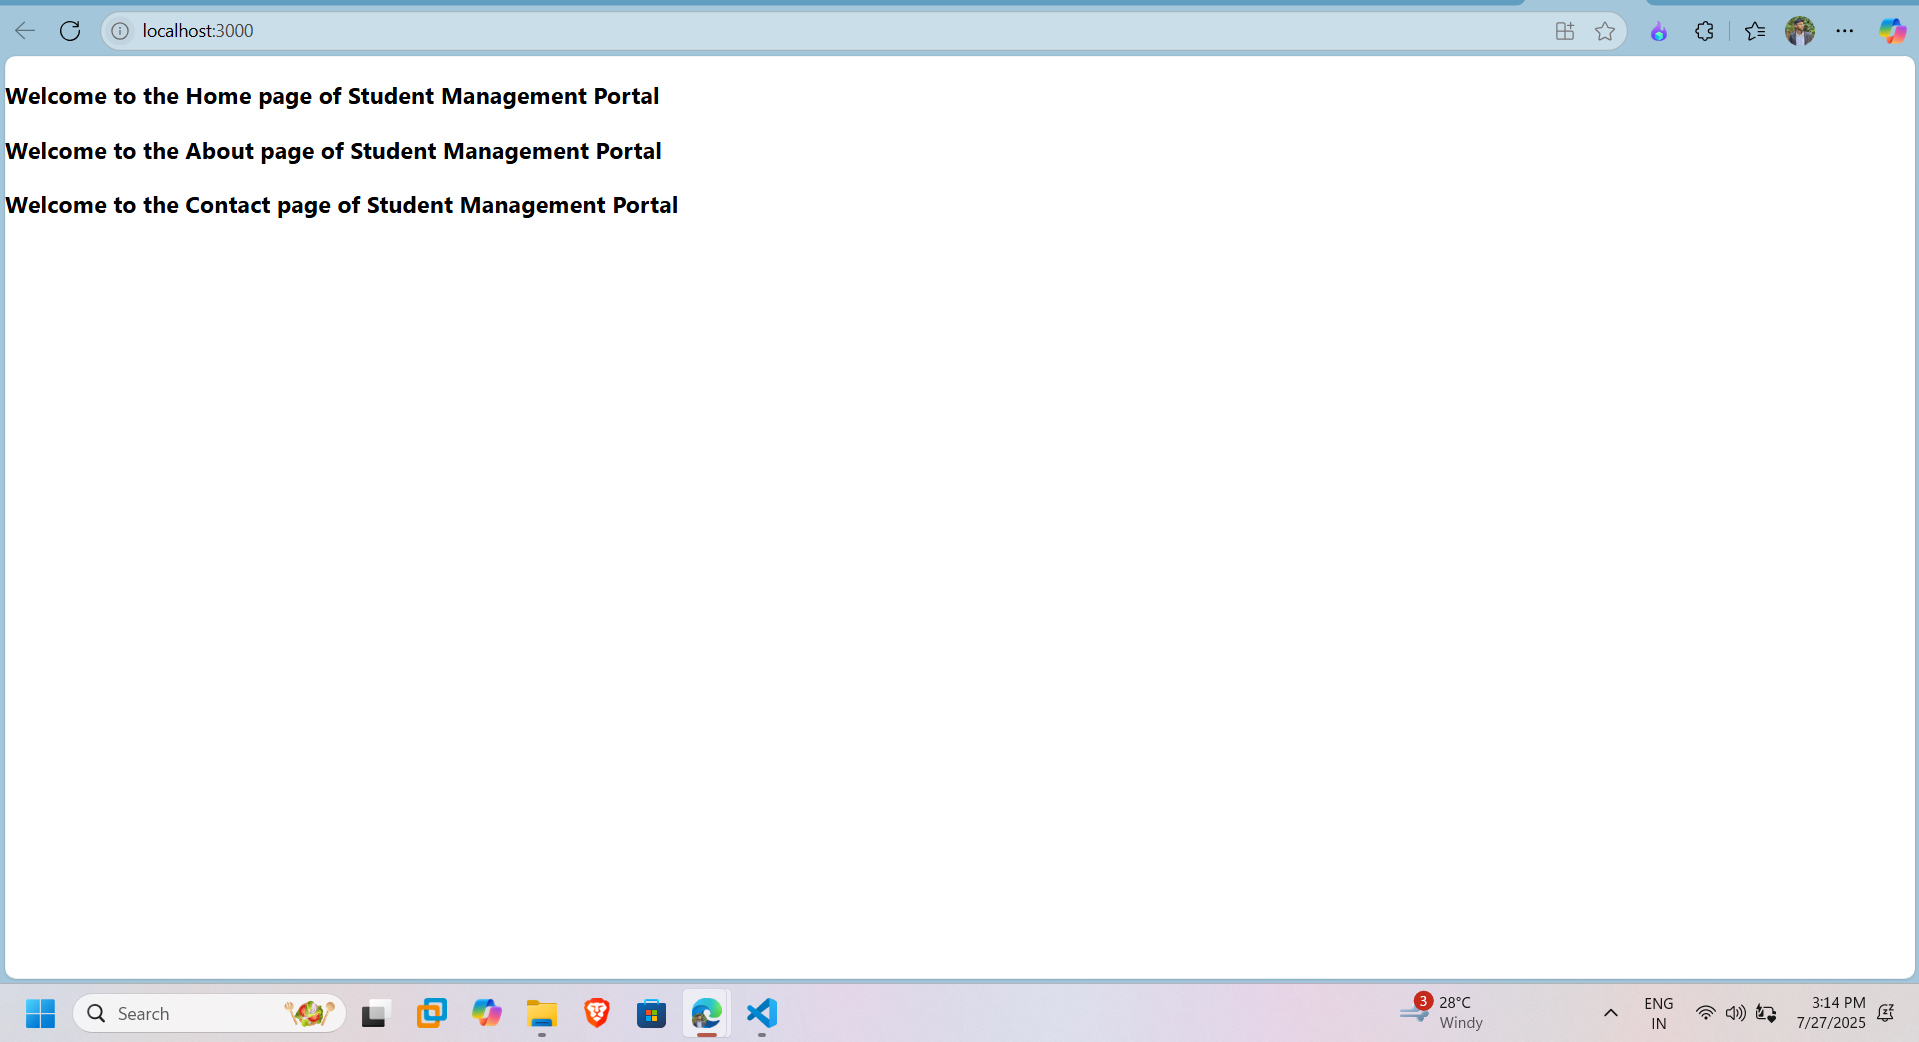 localhost:3000
Welcome to the Home page of Student Management Portal
Welcome to the About page of Student Management Portal
Welcome to the Contact page of Student Management Portal
Search
3
28°C
Windy
ENG
IN
3:14 PM
7/27/2025